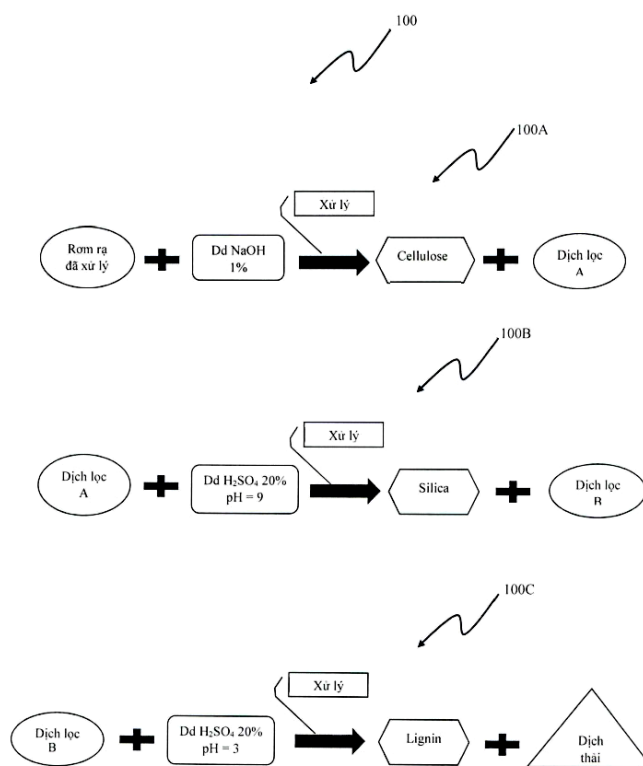 100
100A
Xử lý
Rơm rạ
đã xử lý
Dd NaOH
1%
Cellulose
Dịch lọc
A
100B
Xử lý
Dịch lọc
A
Dd H₂SO₄ 20%
pH = 9
Silica
Dịch lọc
B
100C
Xử lý
Dịch lọc
B
Dd H₂SO₄ 20%
pH = 3
Lignin
Dịch
thải